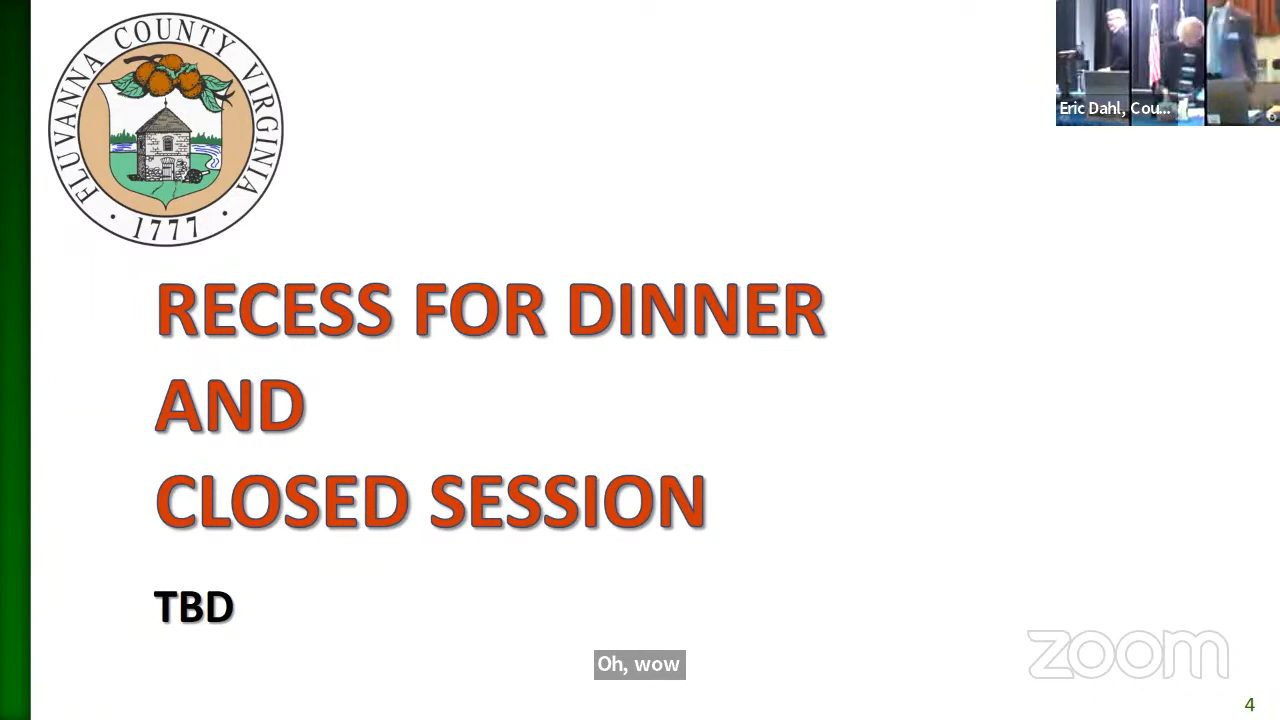 FLUVANNA COUNTY VIRGINIA
· 1777 ·
Eric Dahl, Cou...
RECESS FOR DINNER
AND
CLOSED SESSION
TBD
Oh, wow
zoom
4